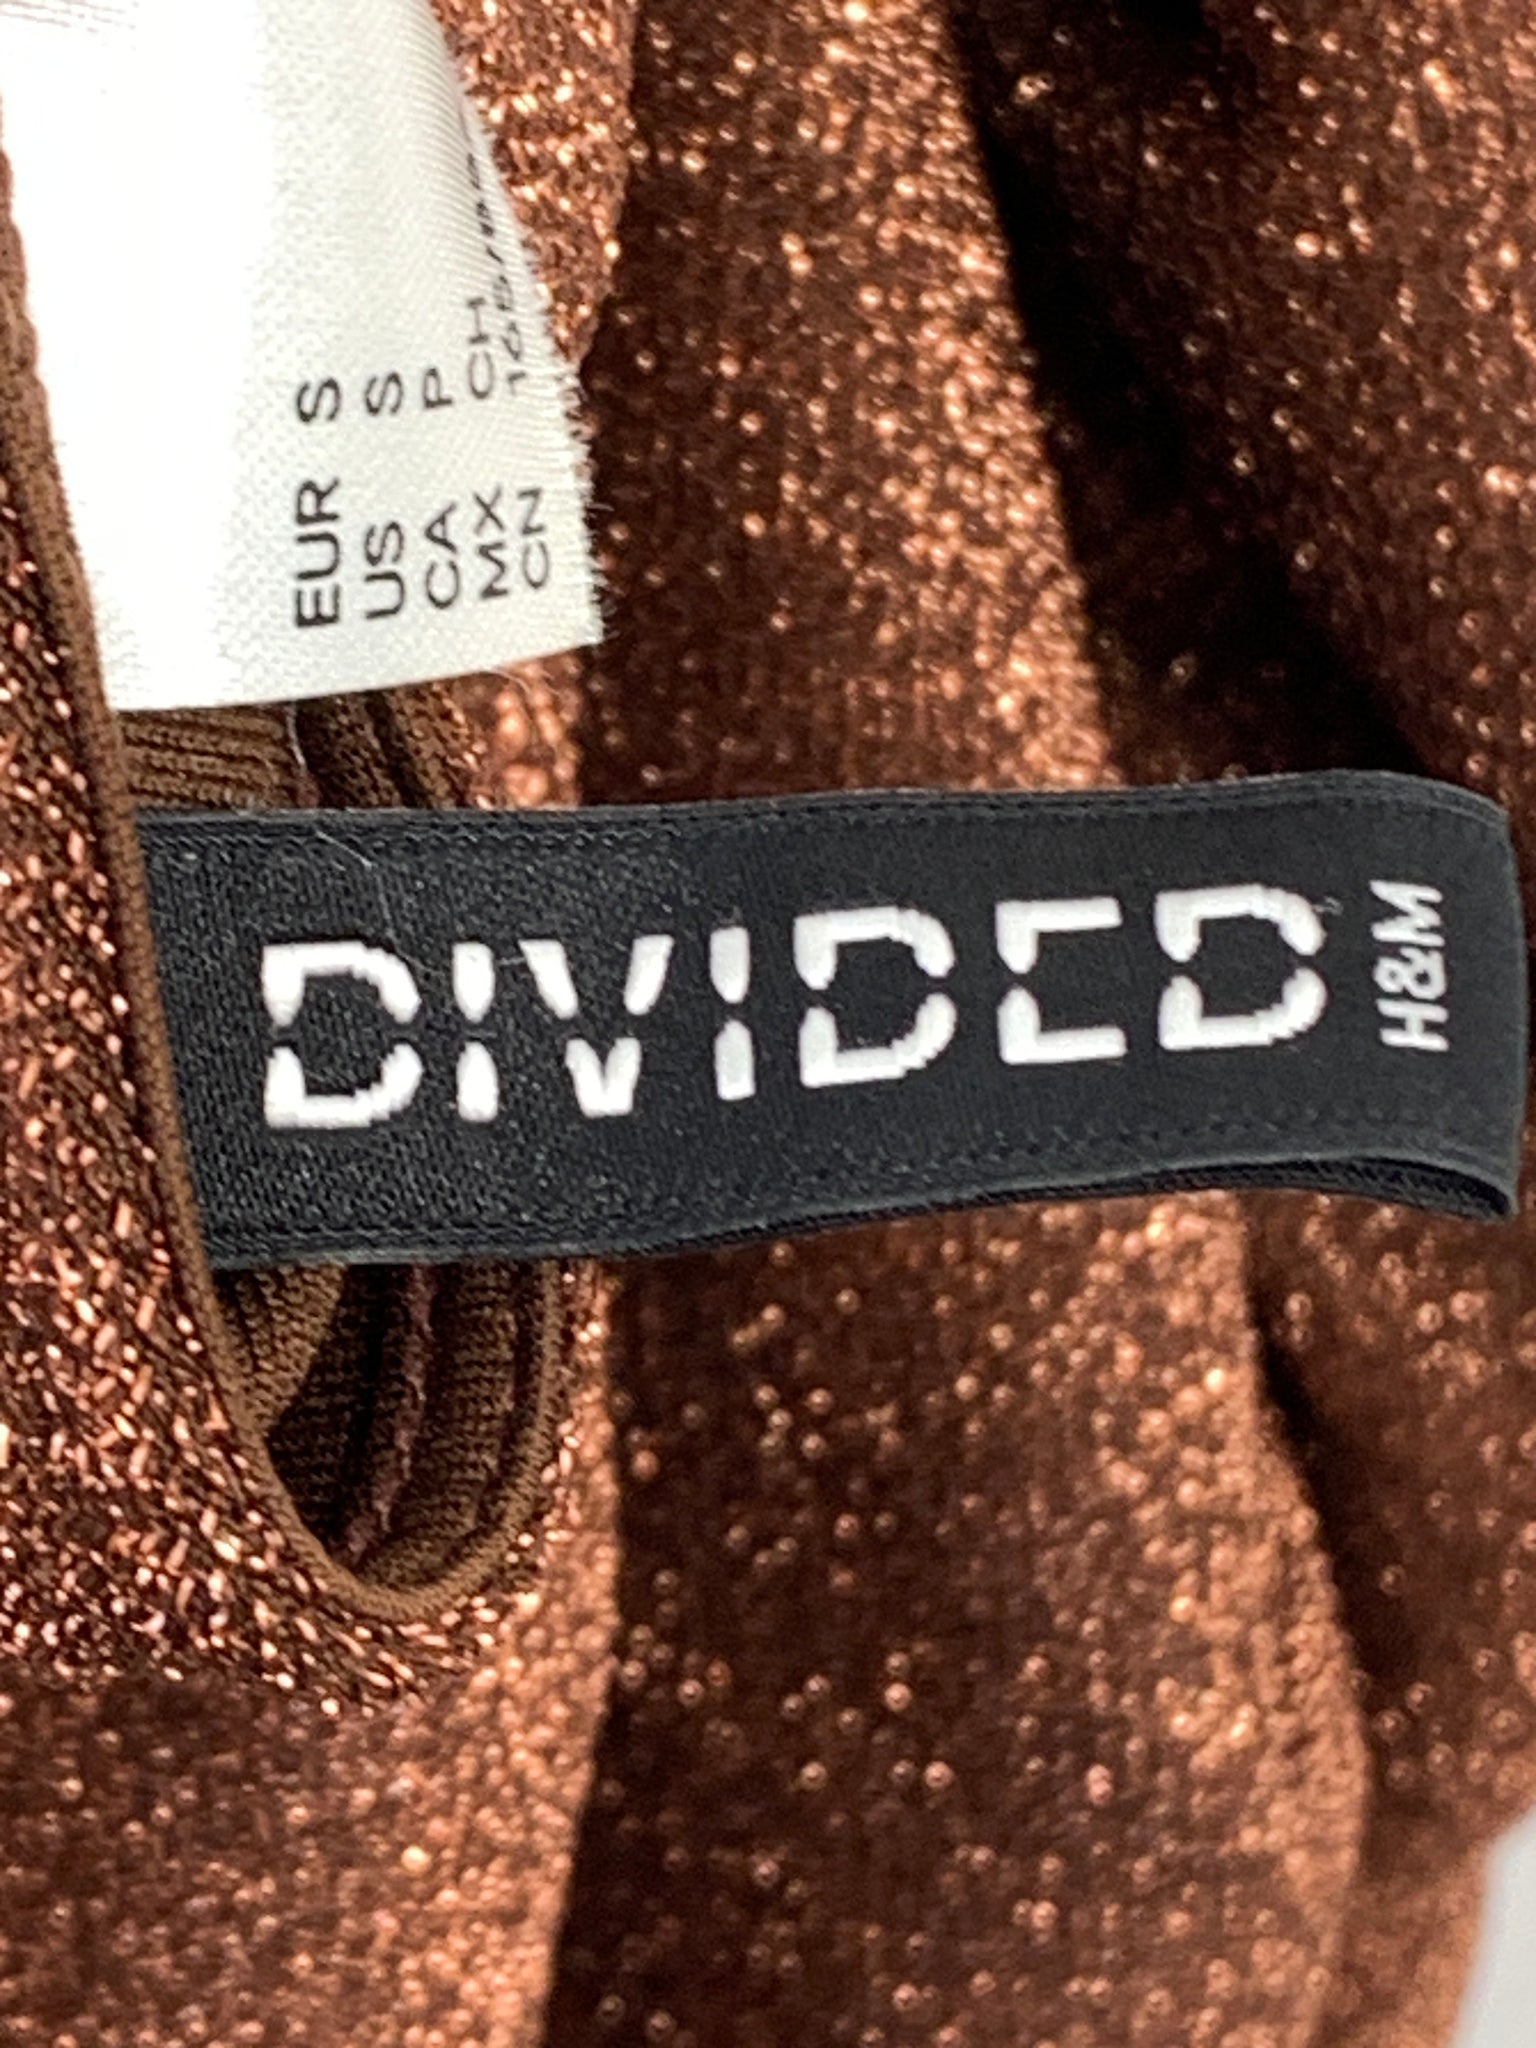 EUR S
US S
CA P
MX CH
CN
DIVIDED
H&M